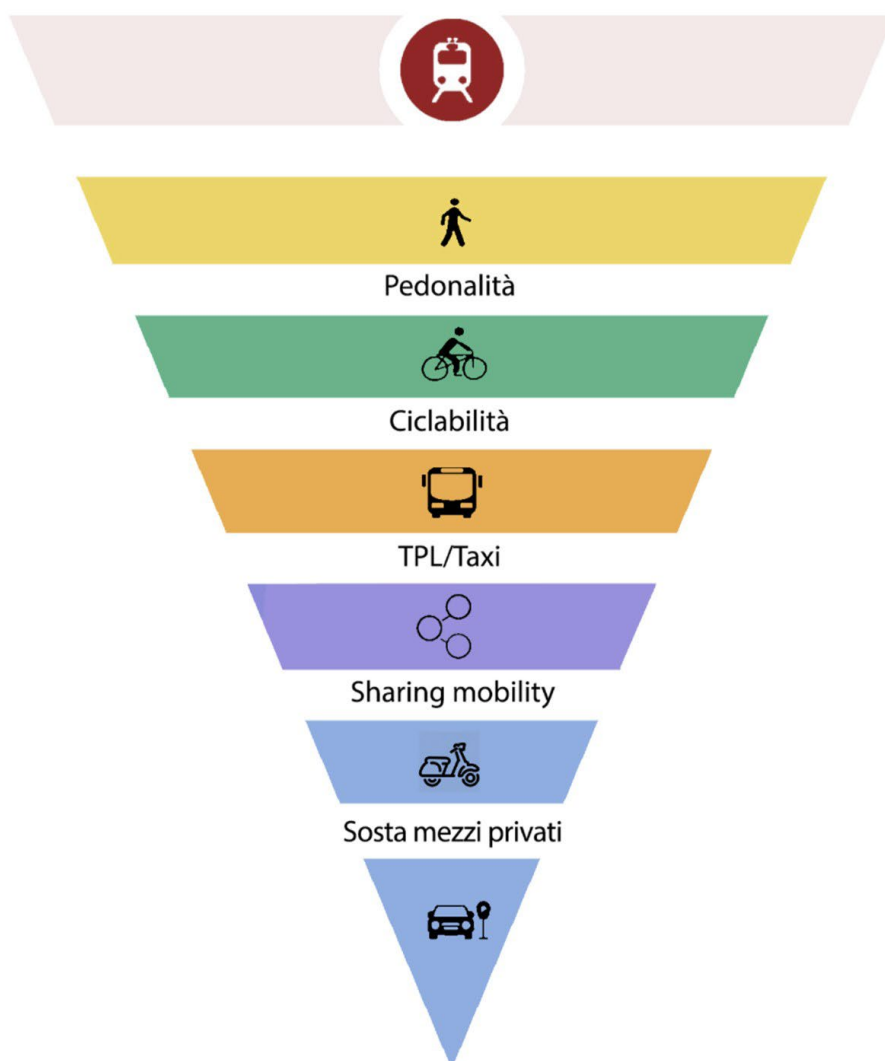 Pedonalità
Ciclabilità
TPL/Taxi
Sharing mobility
Sosta mezzi privati